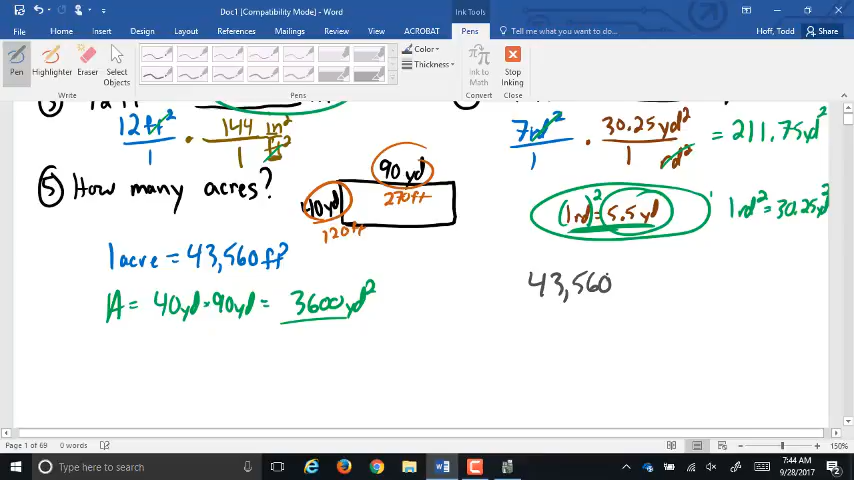 Doc1 [Compatibility Mode] - Word
Ink Tools
Hoff, Todd
Share
File Home Insert Draw Design Layout References Mailings Review View ACROBAT Pens Tell me what you want to do...
Pen Highlighter Eraser Select Objects
Color
Thickness
Ink to Math
Stop Inking
Write Pens Convert Close
12 ft² / 1 · 144 in² / 1 ft²
7 rd² / 1 · 30.25 yd² / 1 rd² = 211.75 yd²
⑤ How many acres?
90 yd
270 ft
40 yd
120 ft
(1 rd)² = 5.5 yd
1 rd² = 30.25 yd²
1 acre = 43,560 ft²
A = 40yd · 90yd = 3600 yd²
43,560
Page 1 of 69 0 words
150%
Type here to search
7:44 AM
9/28/2017
2